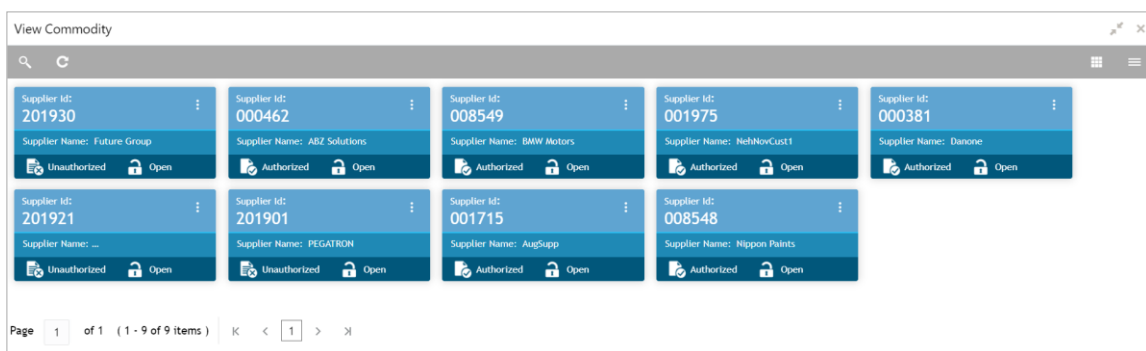 View Commodity
Supplier Id: Supplier Id: Supplier Id: Supplier Id: Supplier Id:
201930 000462 008549 001975 000381
Supplier Name: Future Group Supplier Name: ABZ Solutions Supplier Name: BMW Motors Supplier Name: NehNovCust1 Supplier Name: Danone
Unauthorized Open Authorized Open Authorized Open Authorized Open Authorized Open
Supplier Id: Supplier Id: Supplier Id: Supplier Id:
201921 201901 001715 008548
Supplier Name: ... Supplier Name: PEGATRON Supplier Name: AugSupp Supplier Name: Nippon Paints
Unauthorized Open Unauthorized Open Authorized Open Authorized Open
Page 1 of 1 ( 1 - 9 of 9 items ) 1